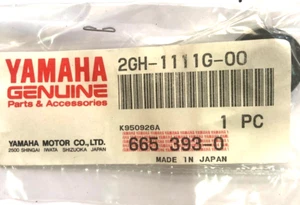 YAMAHA
GENUINE
Parts & Accessories
2GH-1111G-00
1 PC
K950926A
YAMAHA MOTOR CO., LTD.
2500 SHINGAI IWATA SHIZUOKA JAPAN
665 393-0
MADE IN JAPAN